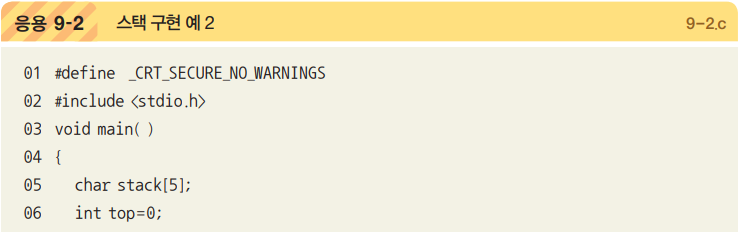 응용 9-2 스택 구현 예 2 9-2.c
01 #define _CRT_SECURE_NO_WARNINGS
02 #include <stdio.h>
03 void main( )
04 {
05 char stack[5];
06 int top=0;